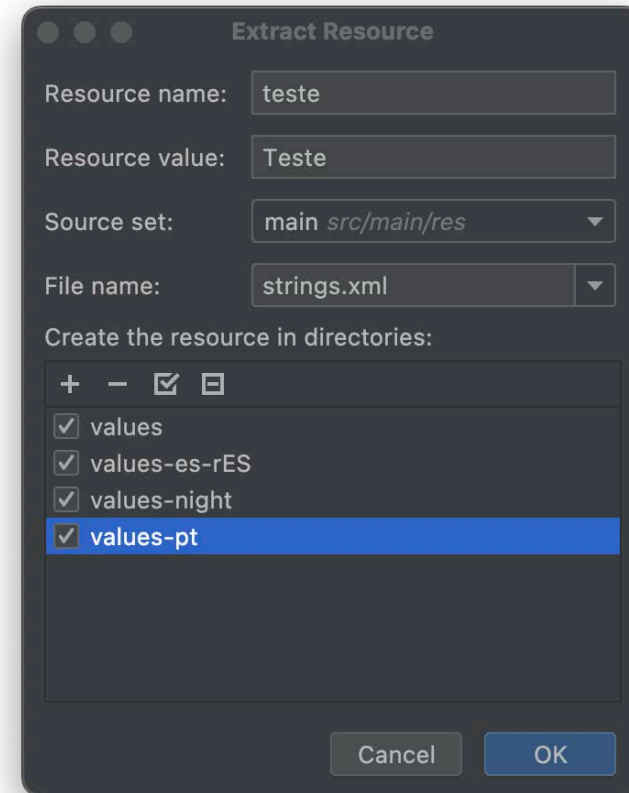 Extract Resource
Resource name: teste
Resource value: Teste
Source set: main src/main/res
File name: strings.xml
Create the resource in directories:
values
values-es-rES
values-night
values-pt
Cancel OK